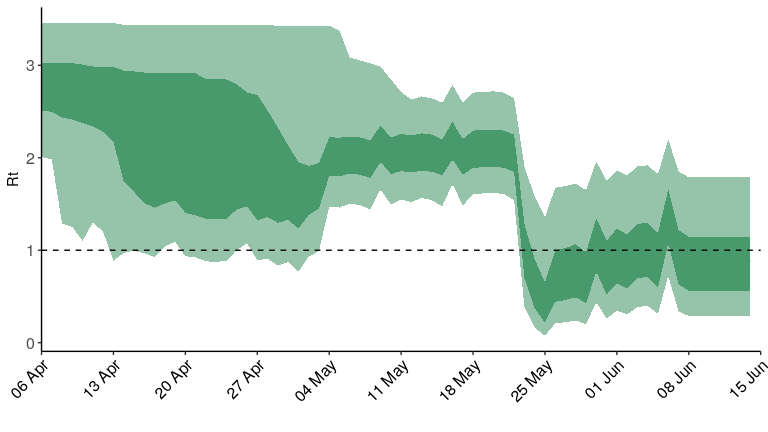 Rt
3
2
1
0
06 Apr
13 Apr
20 Apr
27 Apr
04 May
11 May
18 May
25 May
01 Jun
08 Jun
15 Jun